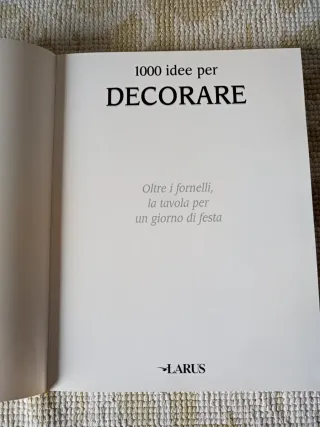 1000 idee per
DECORARE
Oltre i fornelli,
la tavola per
un giorno di festa
LARUS